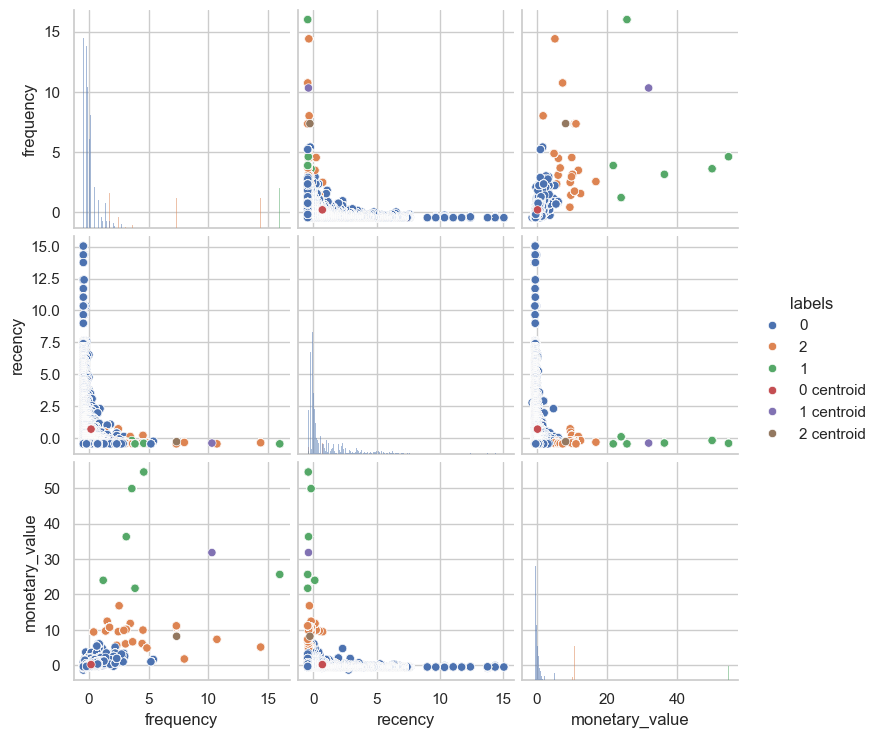 15
10
5
0
frequency
15.0
12.5
10.0
7.5
5.0
2.5
0.0
recency
50
40
30
20
10
0
monetary_value
0 5 10 15
frequency
0 5 10 15
recency
0 20 40
monetary_value
labels
0
2
1
0 centroid
1 centroid
2 centroid